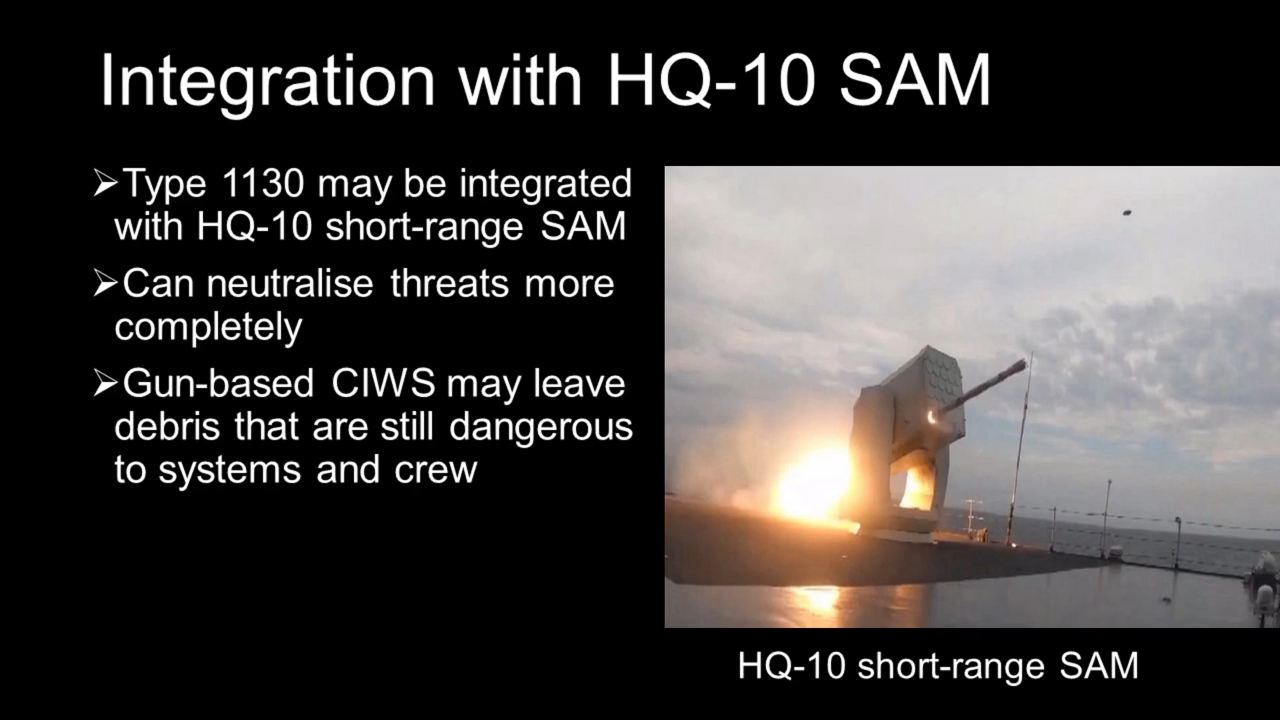 Integration with HQ-10 SAM
➢Type 1130 may be integrated
with HQ-10 short-range SAM
➢Can neutralise threats more
completely
➢Gun-based CIWS may leave
debris that are still dangerous
to systems and crew
HQ-10 short-range SAM